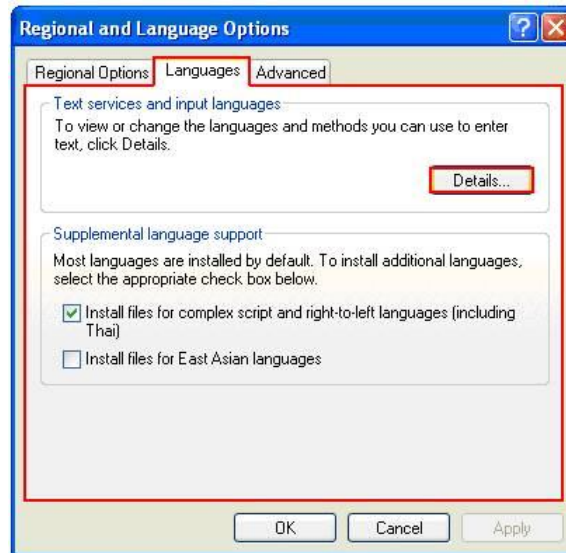 Regional and Language Options
Regional Options Languages Advanced
Text services and input languages
To view or change the languages and methods you can use to enter
text, click Details.
Details...
Supplemental language support
Most languages are installed by default. To install additional languages,
select the appropriate check box below.
Install files for complex script and right-to-left languages (including
Thai)
Install files for East Asian languages
OK Cancel Apply